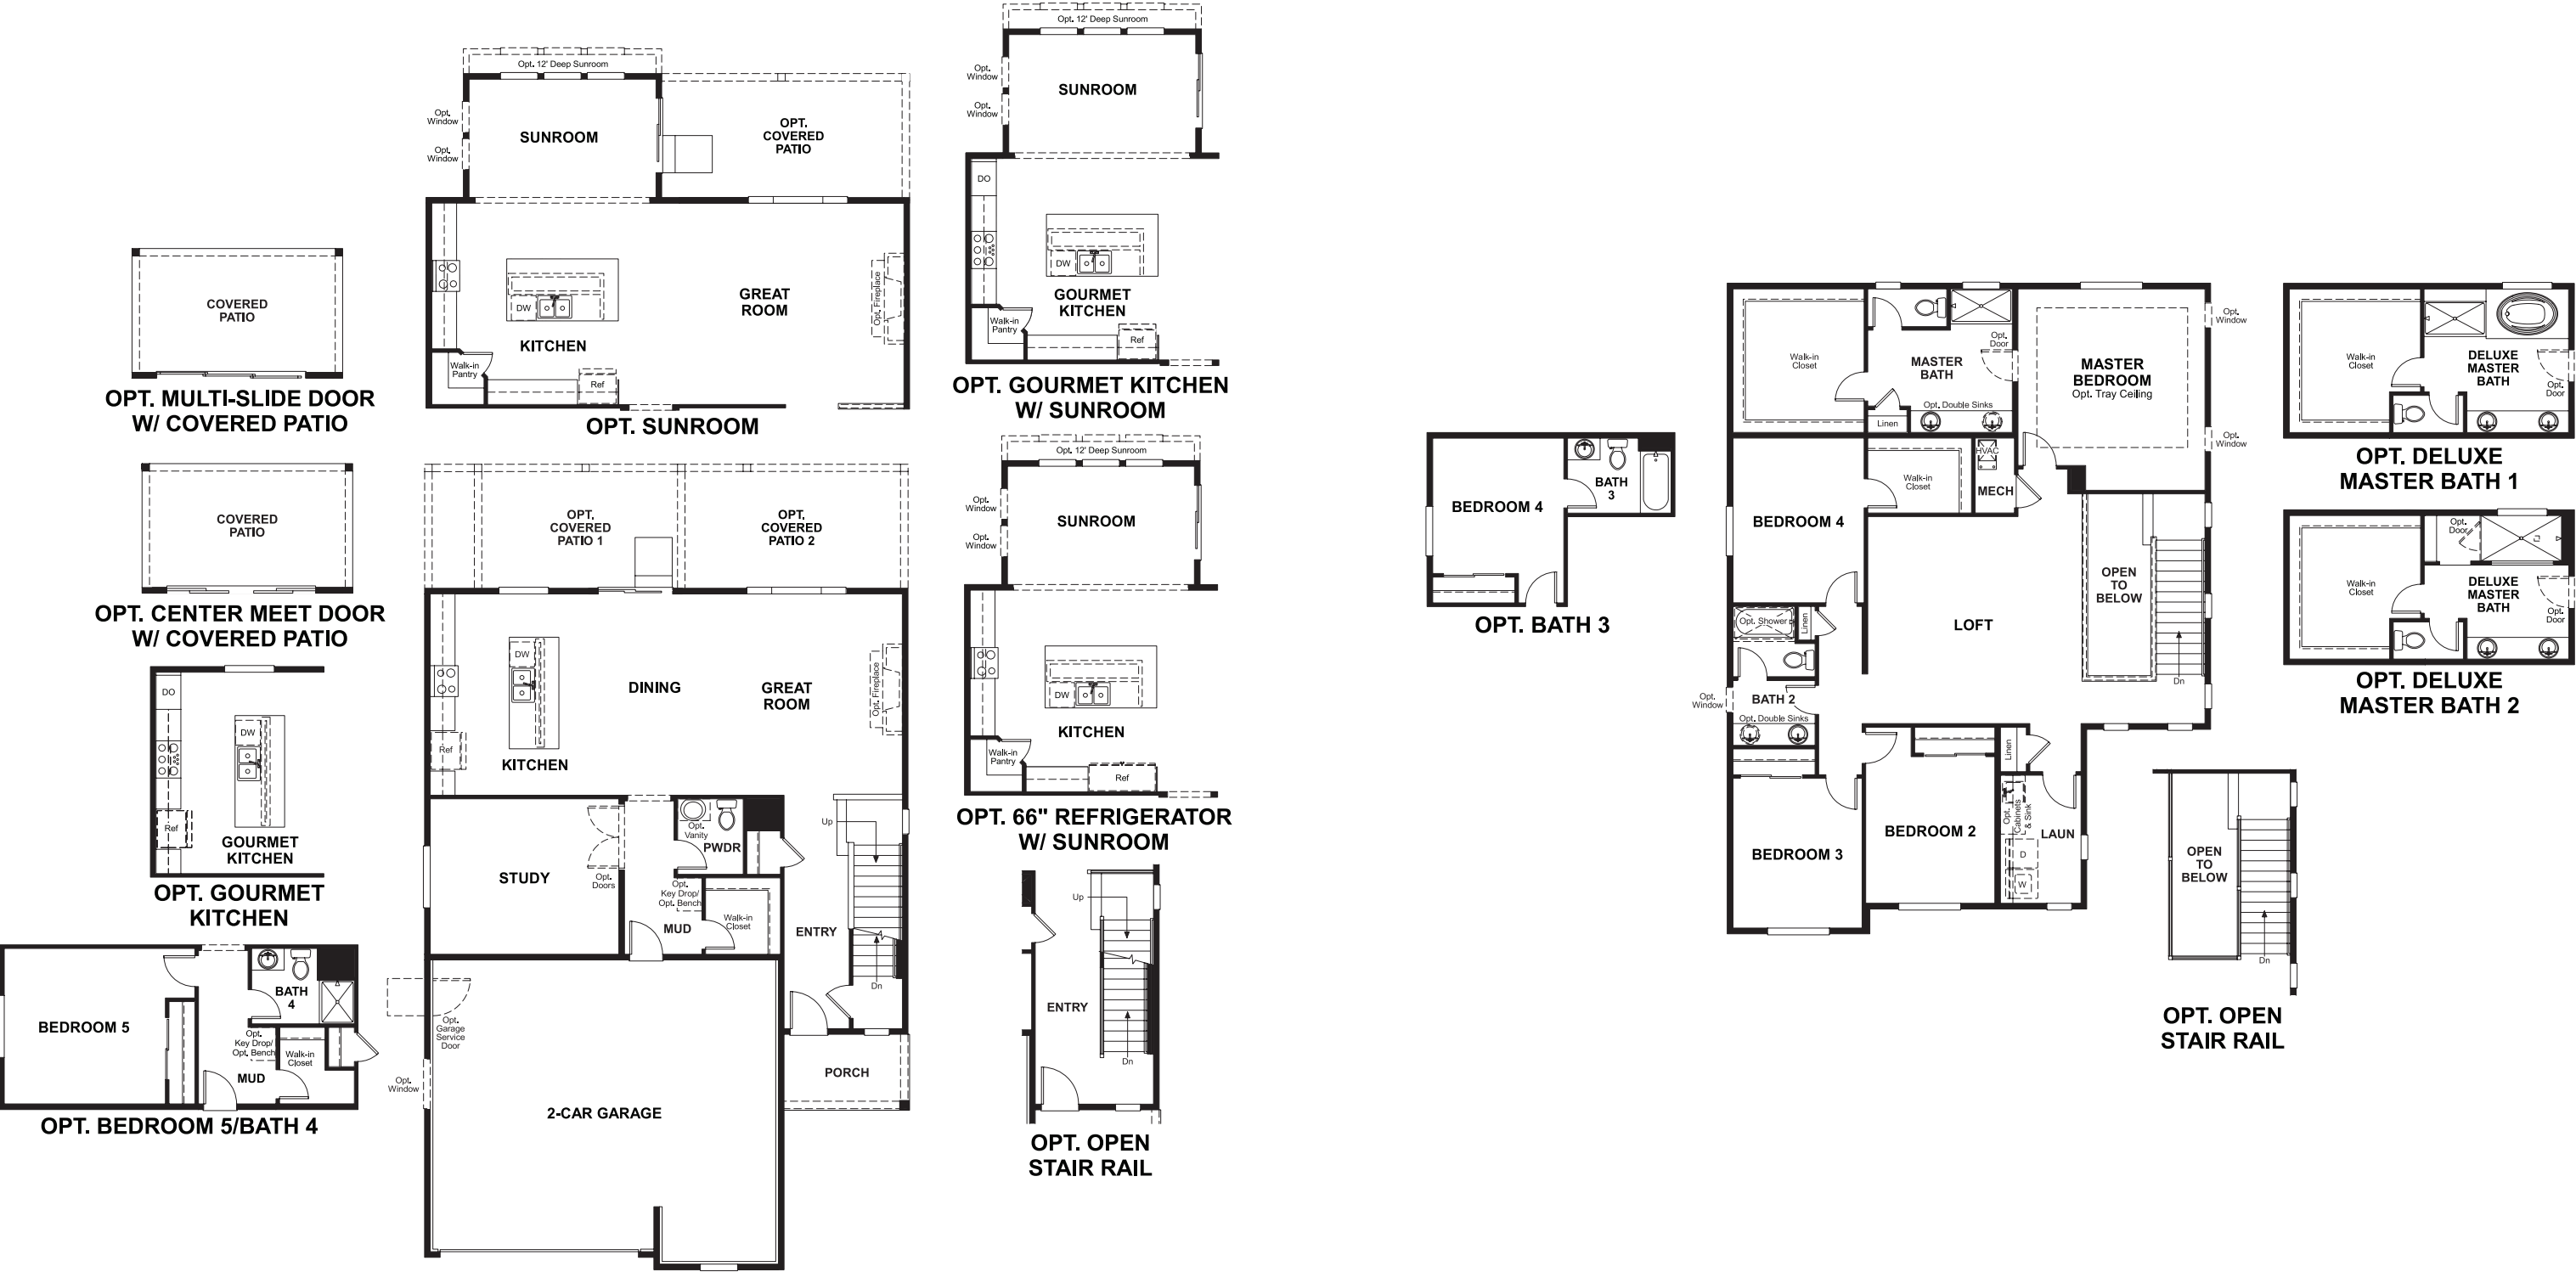 COVERED
PATIO
OPT. MULTI-SLIDE DOOR
W/ COVERED PATIO
COVERED
PATIO
OPT. CENTER MEET DOOR
W/ COVERED PATIO
DO
DW
Ref
GOURMET
KITCHEN
OPT. GOURMET
KITCHEN
BEDROOM 5
BATH
4
Opt.
Key Drop/
Opt. Bench
Walk-in
Closet
MUD
OPT. BEDROOM 5/BATH 4
Opt. 12' Deep Sunroom
Opt.
Window
Opt.
Window
SUNROOM
OPT.
COVERED
PATIO
DW
GREAT
ROOM
Opt. Fireplace
KITCHEN
Walk-in
Pantry
Ref
OPT. SUNROOM
OPT.
COVERED
PATIO 1
OPT.
COVERED
PATIO 2
DW
DINING
GREAT
ROOM
Opt. Fireplace
Ref
KITCHEN
Opt.
Vanity
PWDR
Up
STUDY
Opt.
Doors
Opt.
Key Drop/
Opt. Bench
Walk-in
Closet
MUD
ENTRY
Dn
Opt.
Garage
Service
Door
Opt.
Window
PORCH
2-CAR GARAGE
Opt. 12' Deep Sunroom
Opt.
Window
Opt.
Window
SUNROOM
DO
DW
GOURMET
KITCHEN
Walk-in
Pantry
Ref
OPT. GOURMET KITCHEN
W/ SUNROOM
Opt. 12' Deep Sunroom
Opt.
Window
Opt.
Window
SUNROOM
DW
KITCHEN
Walk-in
Pantry
Ref
OPT. 66" REFRIGERATOR
W/ SUNROOM
Up
ENTRY
Dn
OPT. OPEN
STAIR RAIL
BEDROOM 4
BATH
3
OPT. BATH 3
Walk-in
Closet
MASTER
BATH
Opt.
Door
Opt. Double Sinks
Linen
MASTER
BEDROOM
Opt. Tray Ceiling
Opt.
Window
Opt.
Window
HVAC
MECH
Walk-in
Closet
BEDROOM 4
OPEN
TO
BELOW
Opt. Shower
Linen
LOFT
Dn
Opt.
Window
BATH 2
Opt. Double Sinks
Linen
Opt.
Cabinets
& Sink
LAUN
BEDROOM 2
BEDROOM 3
D
W
Walk-in
Closet
DELUXE
MASTER
BATH
Opt.
Door
OPT. DELUXE
MASTER BATH 1
Opt.
Door
Walk-in
Closet
DELUXE
MASTER
BATH
Opt.
Door
OPT. DELUXE
MASTER BATH 2
OPEN
TO
BELOW
Dn
OPT. OPEN
STAIR RAIL